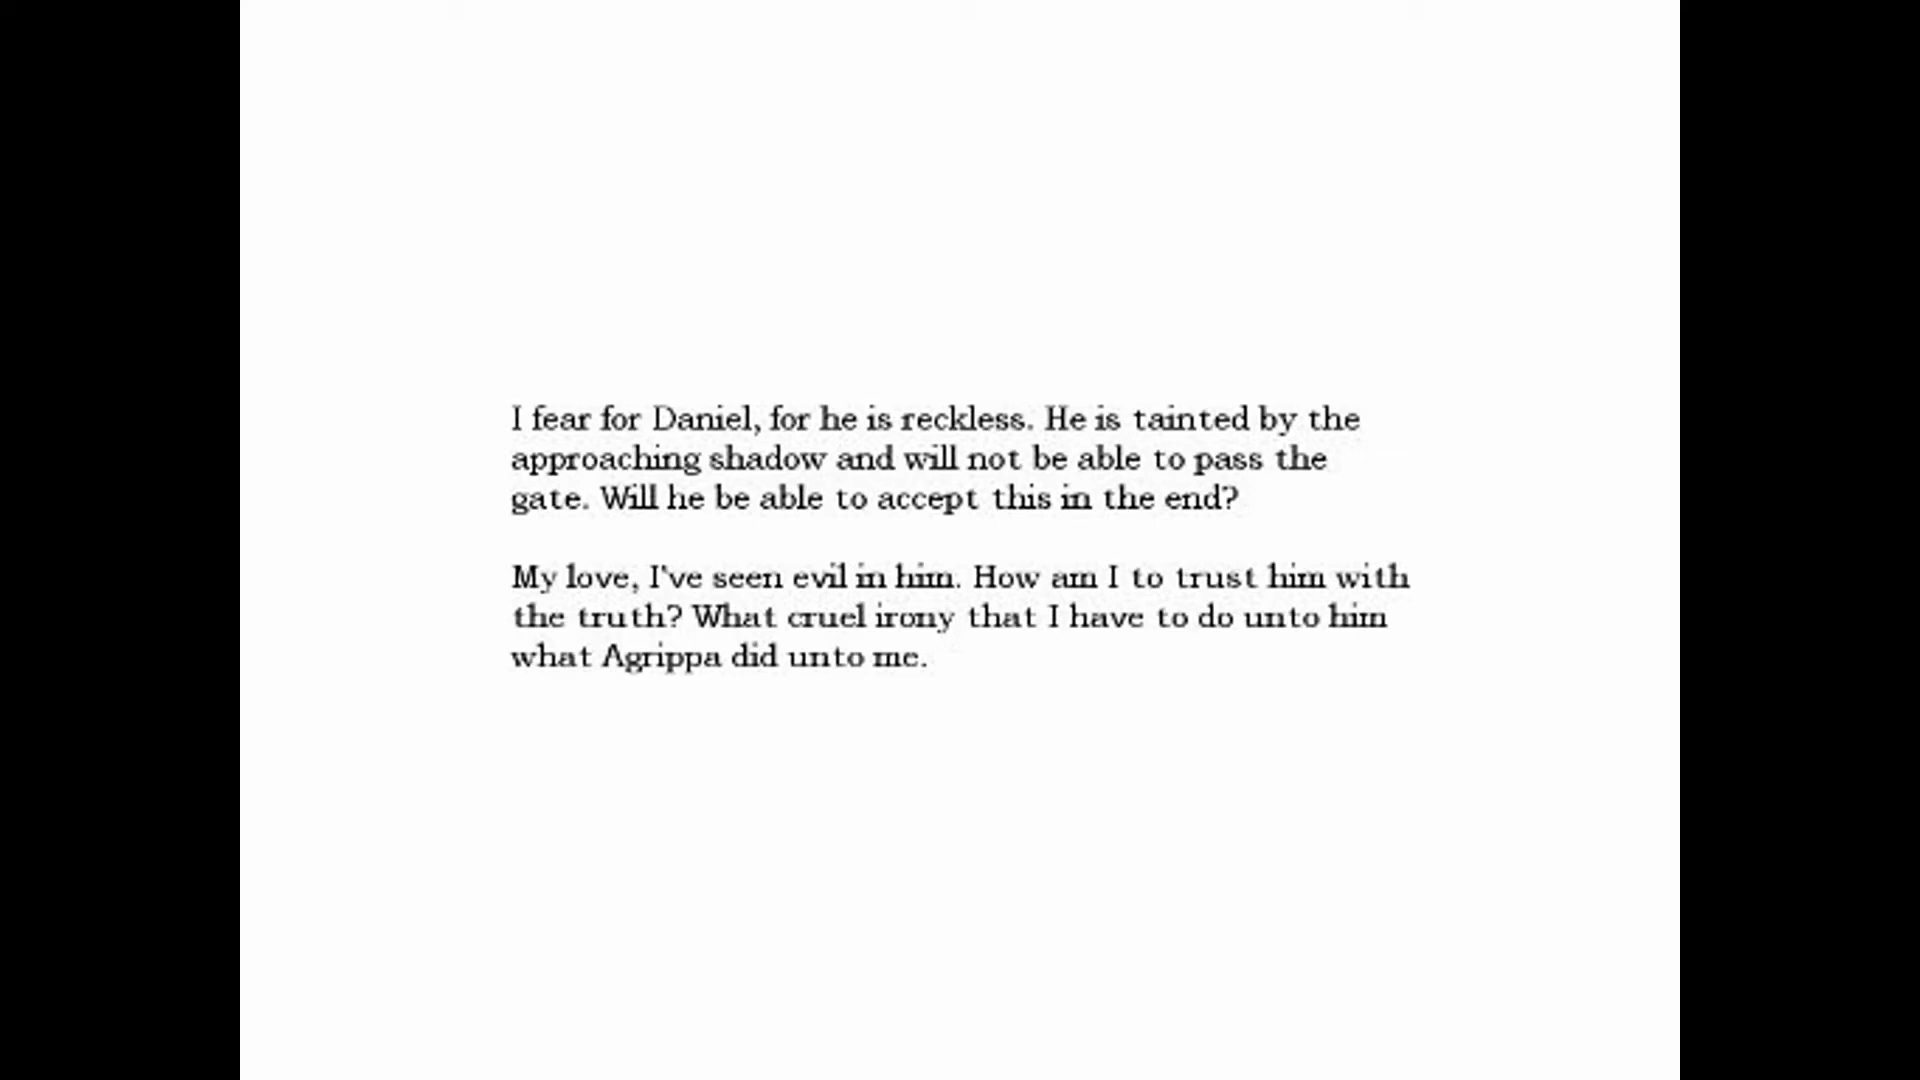 I fear for Daniel, for he is reckless. He is tainted by the
approaching shadow and will not be able to pass the
gate. Will he be able to accept this in the end?
My love, I've seen evil in him. How am I to trust him with
the truth? What cruel irony that I have to do unto him
what Agrippa did unto me.